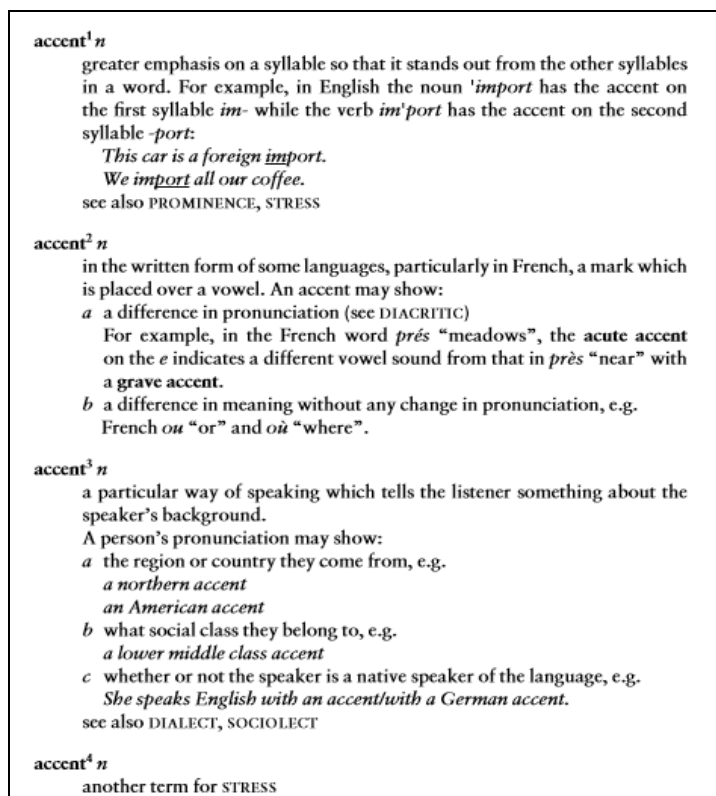 accent¹ n
greater emphasis on a syllable so that it stands out from the other syllables
in a word. For example, in English the noun 'import has the accent on
the first syllable im- while the verb im'port has the accent on the second
syllable -port:
This car is a foreign import.
We import all our coffee.
see also PROMINENCE, STRESS
accent² n
in the written form of some languages, particularly in French, a mark which
is placed over a vowel. An accent may show:
a a difference in pronunciation (see DIACRITIC)
For example, in the French word prés “meadows”, the acute accent
on the e indicates a different vowel sound from that in près “near” with
a grave accent.
b a difference in meaning without any change in pronunciation, e.g.
French ou “or” and où “where”.
accent³ n
a particular way of speaking which tells the listener something about the
speaker’s background.
A person’s pronunciation may show:
a the region or country they come from, e.g.
a northern accent
an American accent
b what social class they belong to, e.g.
a lower middle class accent
c whether or not the speaker is a native speaker of the language, e.g.
She speaks English with an accent/with a German accent.
see also DIALECT, SOCIOLECT
accent⁴ n
another term for STRESS